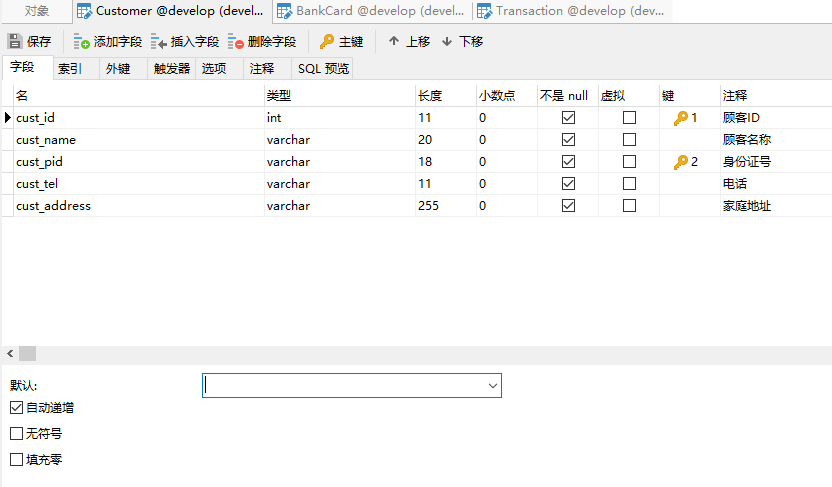 对象 Customer @develop (devel... BankCard @develop (devel... Transaction @develop (dev...
保存 添加字段 插入字段 删除字段 主键 上移 下移
字段 索引 外键 触发器 选项 注释 SQL 预览
名 类型 长度 小数点 不是 null 虚拟 键 注释
cust_id int 11 0 1 顾客ID
cust_name varchar 20 0 顾客名称
cust_pid varchar 18 0 2 身份证号
cust_tel varchar 11 0 电话
cust_address varchar 255 0 家庭地址
默认:
自动递增
无符号
填充零